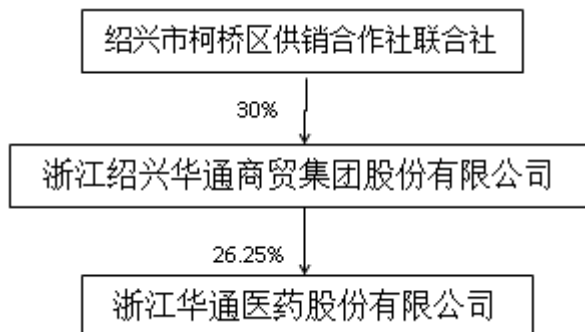 绍兴市柯桥区供销合作社联合社
30%
浙江绍兴华通商贸集团股份有限公司
26.25%
浙江华通医药股份有限公司